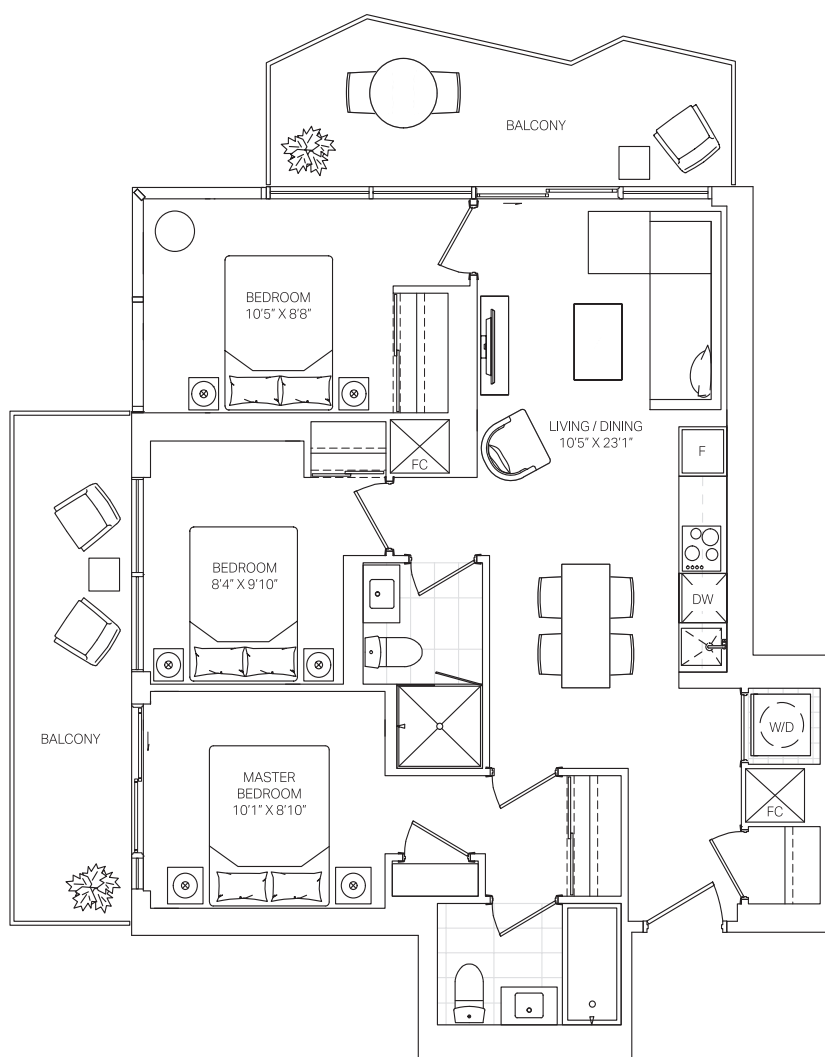 BALCONY
BEDROOM
10'5" X 8'8"
LIVING / DINING
10'5" X 23'1"
F
FC
BEDROOM
8'4" X 9'10"
DW
BALCONY
W/D
MASTER
BEDROOM
10'1" X 8'10"
FC